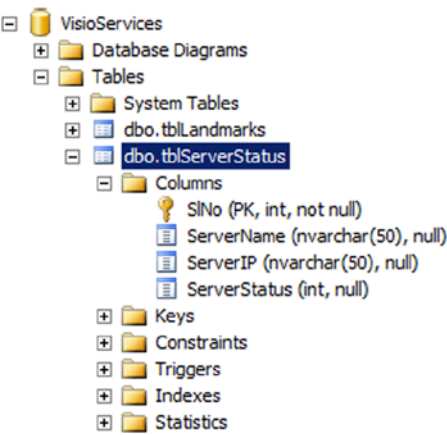 VisioServices
Database Diagrams
Tables
System Tables
dbo.tblLandmarks
dbo.tblServerStatus
Columns
SlNo (PK, int, not null)
ServerName (nvarchar(50), null)
ServerIP (nvarchar(50), null)
ServerStatus (int, null)
Keys
Constraints
Triggers
Indexes
Statistics